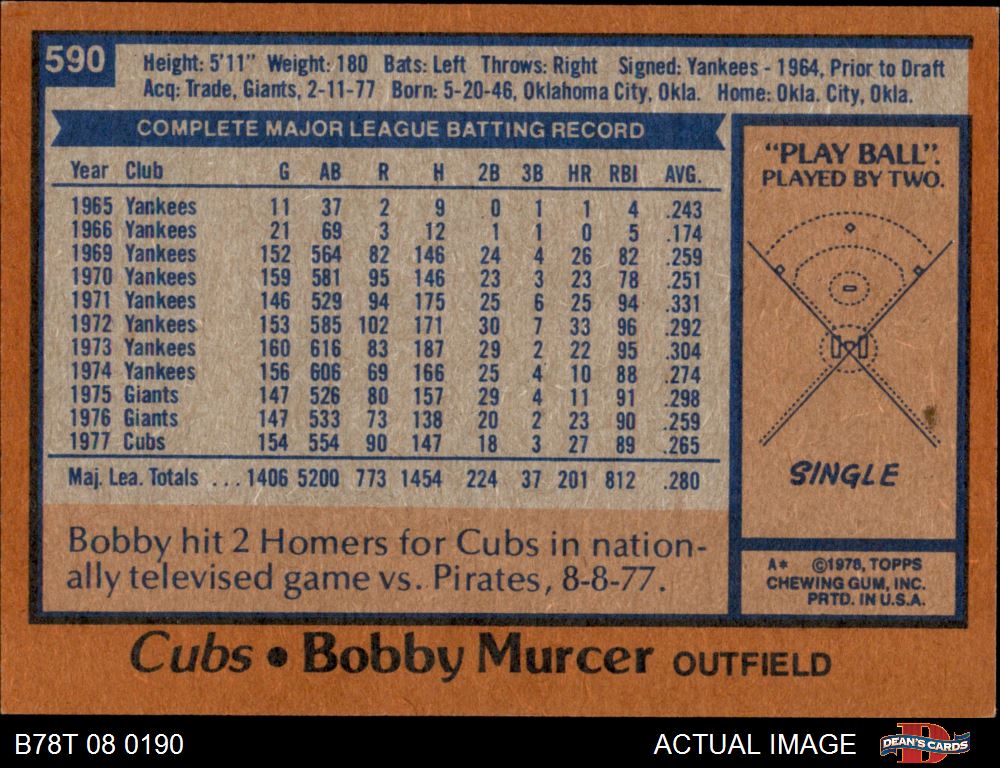 590
Height: 5'11" Weight: 180 Bats: Left Throws: Right Signed: Yankees - 1964, Prior to Draft
Acq: Trade, Giants, 2-11-77 Born: 5-20-46, Oklahoma City, Okla. Home: Okla. City, Okla.
COMPLETE MAJOR LEAGUE BATTING RECORD
Year Club G AB R H 2B 3B HR RBI AVG.
1965 Yankees 11 37 2 9 0 1 1 4 .243
1966 Yankees 21 69 3 12 1 1 0 5 .174
1969 Yankees 152 564 82 146 24 4 26 82 .259
1970 Yankees 159 581 95 146 23 3 23 78 .251
1971 Yankees 146 529 94 175 25 6 25 94 .331
1972 Yankees 153 585 102 171 30 7 33 96 .292
1973 Yankees 160 616 83 187 29 2 22 95 .304
1974 Yankees 156 606 69 166 25 4 10 88 .274
1975 Giants 147 526 80 157 29 4 11 91 .298
1976 Giants 147 533 73 138 20 2 23 90 .259
1977 Cubs 154 554 90 147 18 3 27 89 .265
Maj. Lea. Totals ... 1406 5200 773 1454 224 37 201 812 .280
Bobby hit 2 Homers for Cubs in nation-
ally televised game vs. Pirates, 8-8-77.
"PLAY BALL".
PLAYED BY TWO.
SINGLE
A* ©1978, TOPPS
CHEWING GUM, INC.
PRTD. IN U.S.A.
Cubs • Bobby Murcer OUTFIELD
B78T 08 0190
ACTUAL IMAGE
DEAN'S CARDS